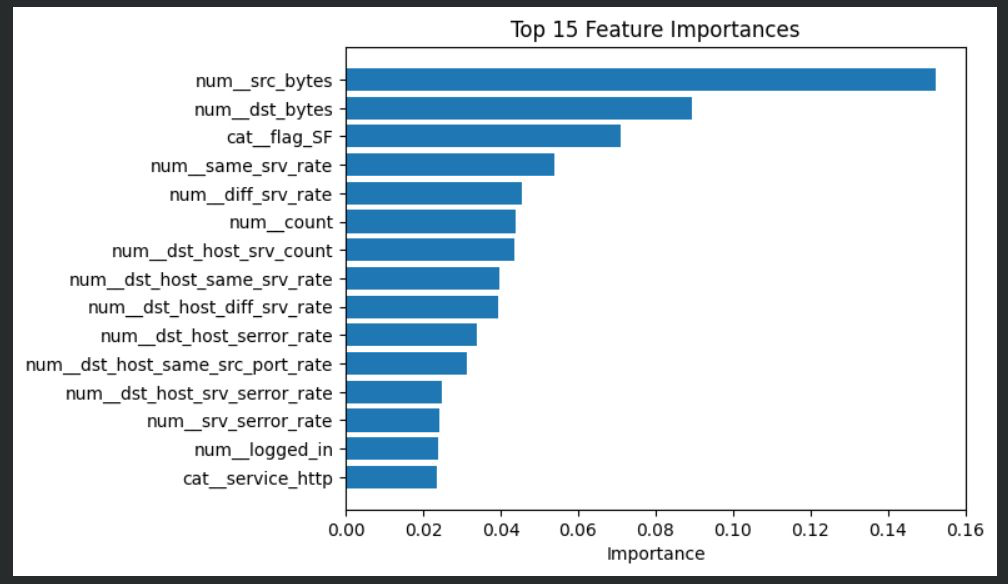 Top 15 Feature Importances
num__src_bytes
num__dst_bytes
cat__flag_SF
num__same_srv_rate
num__diff_srv_rate
num__count
num__dst_host_srv_count
num__dst_host_same_srv_rate
num__dst_host_diff_srv_rate
num__dst_host_serror_rate
num__dst_host_same_src_port_rate
num__dst_host_srv_serror_rate
num__srv_serror_rate
num__logged_in
cat__service_http
0.00 0.02 0.04 0.06 0.08 0.10 0.12 0.14 0.16
Importance